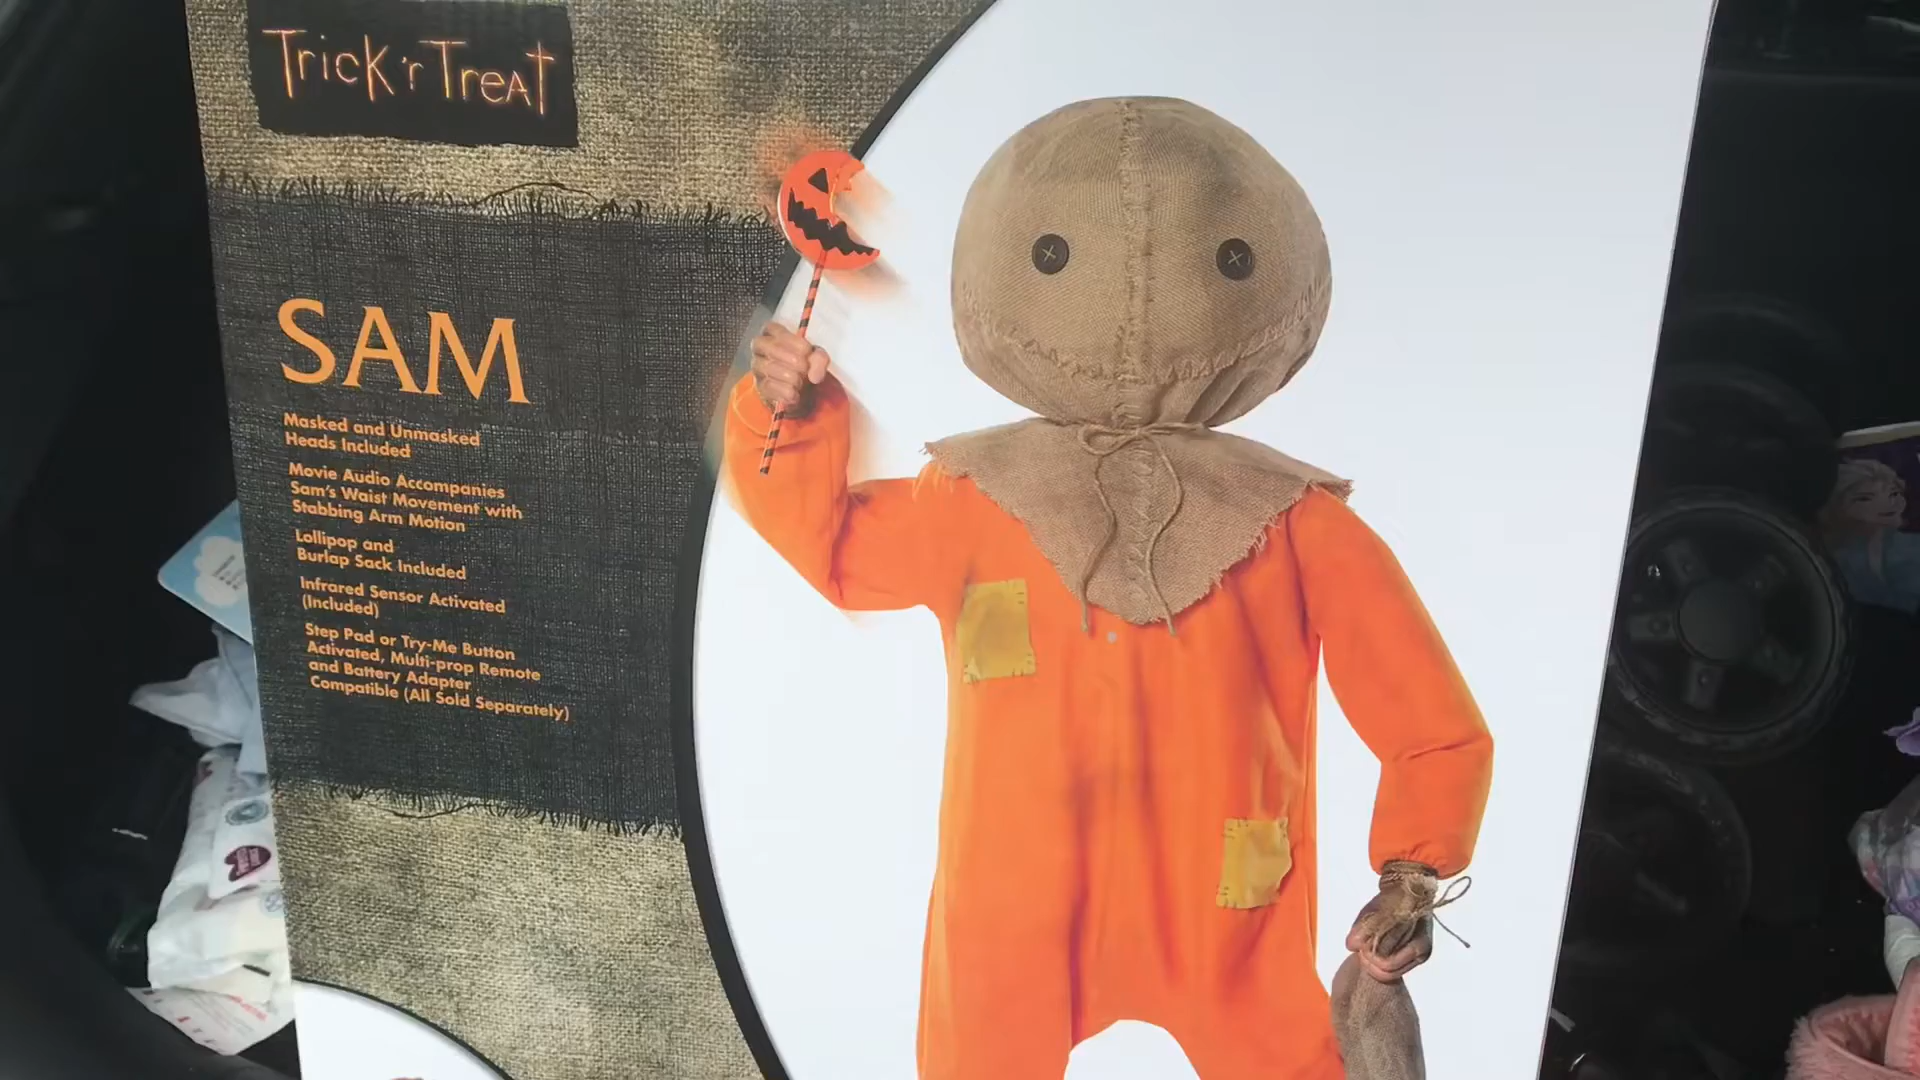 Trick 'r Treat
SAM
Masked and Unmasked
Heads Included
Movie Audio Accompanies
Sam's Waist Movement with
Stabbing Arm Motion
Lollipop and
Burlap Sack Included
Infrared Sensor Activated
(Included)
Step Pad or Try-Me Button
Activated, Multi-prop Remote
and Battery Adapter
Compatible (All Sold Separately)